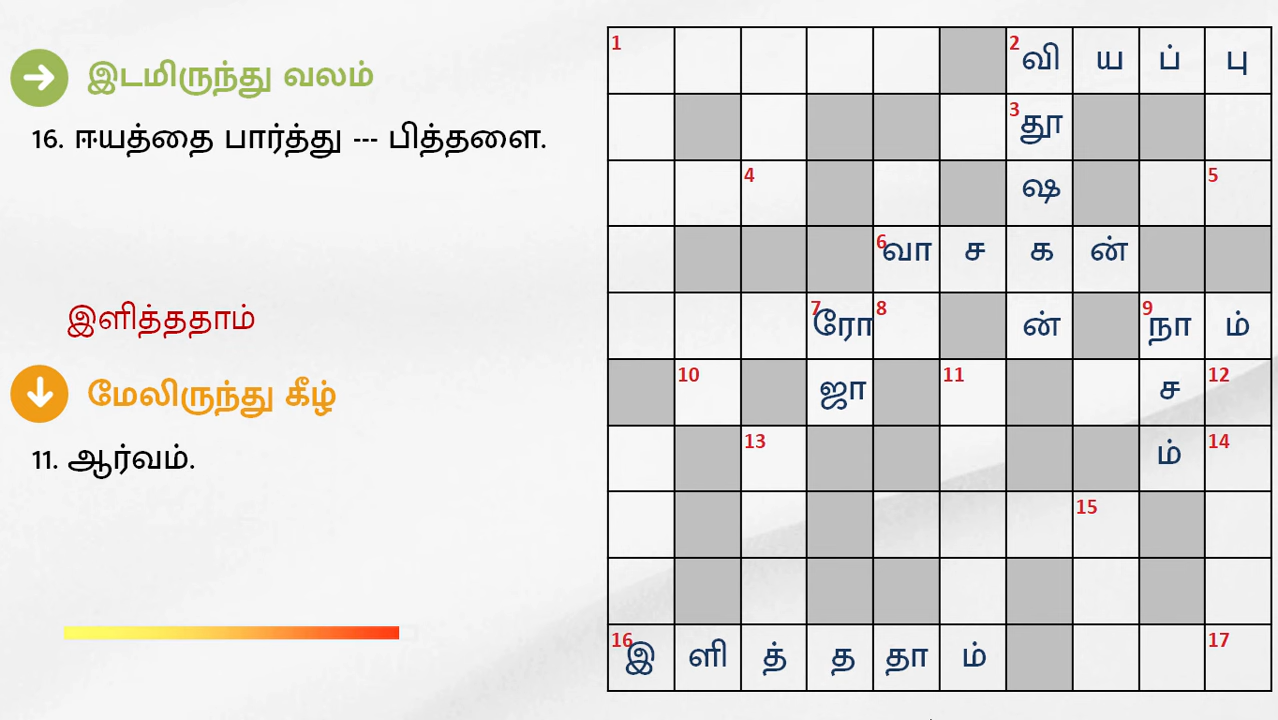 இடமிருந்து வலம்
16. ஈயத்தை பார்த்து --- பித்தளை.
இளித்ததாம்
மேலிருந்து கீழ்
11. ஆர்வம்.
1 2 வி ய ப் பு
3 தூ
4 ஷ 5
6 வா ச க ன்
7 ரோ 8 ன் 9 நா ம்
10 ஜா 11 ச 12
13 ம் 14
15
16 இ ளி த் த தா ம் 17